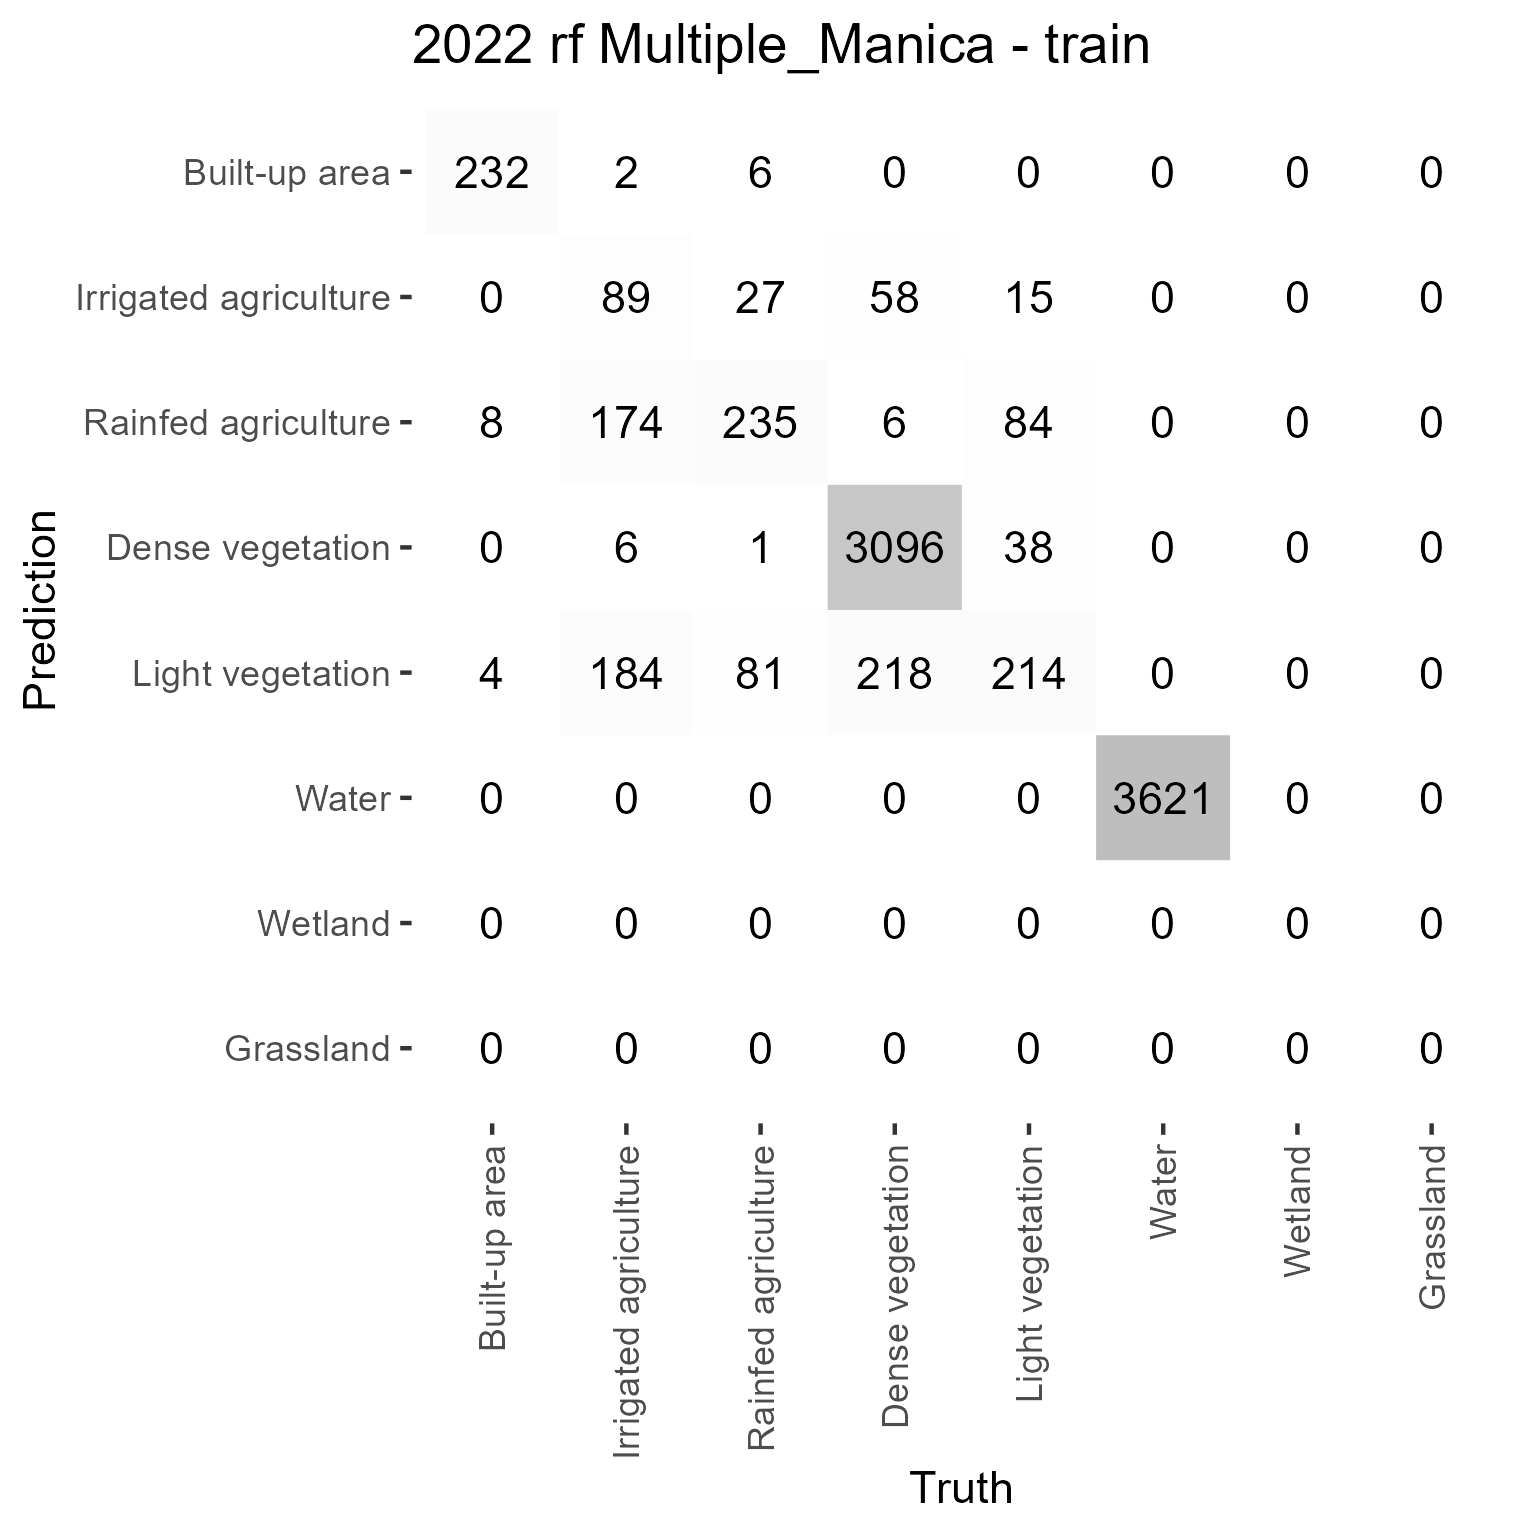 2022 rf Multiple_Manica - train
Built-up area 232 2 6 0 0 0 0 0
Irrigated agriculture 0 89 27 58 15 0 0 0
Rainfed agriculture 8 174 235 6 84 0 0 0
Dense vegetation 0 6 1 3096 38 0 0 0
Light vegetation 4 184 81 218 214 0 0 0
Water 0 0 0 0 0 3621 0 0
Wetland 0 0 0 0 0 0 0 0
Grassland 0 0 0 0 0 0 0 0
Prediction
Built-up area
Irrigated agriculture
Rainfed agriculture
Dense vegetation
Light vegetation
Water
Wetland
Grassland
Truth